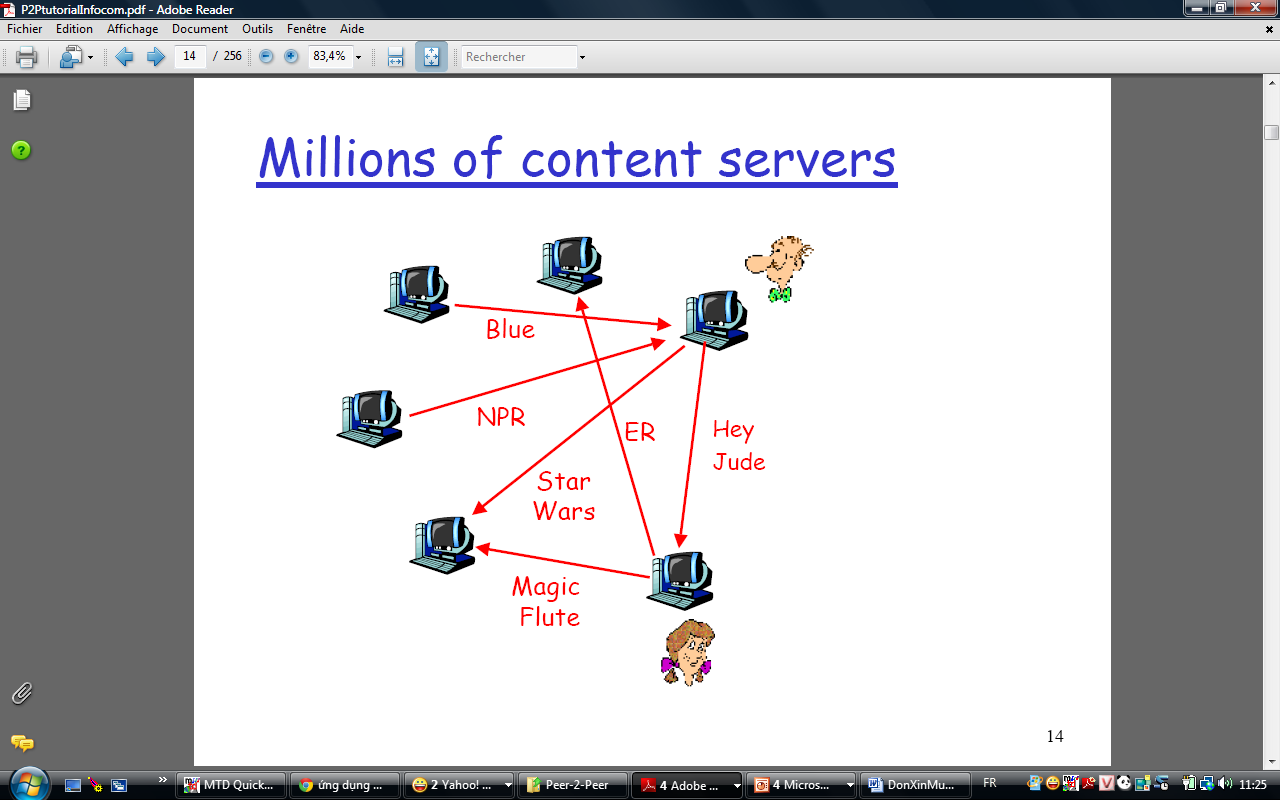 P2PtutorialInfocom.pdf - Adobe Reader
Fichier Edition Affichage Document Outils Fenêtre Aide
14 / 256 83,4% Rechercher
Millions of content servers
Blue
NPR
ER
Hey
Jude
Star
Wars
Magic
Flute
14
MTD Quick... ứng dụng ... 2 Yahoo! ... Peer-2-Peer 4 Adobe ... 4 Micros... DonXinMu... FR 11:25